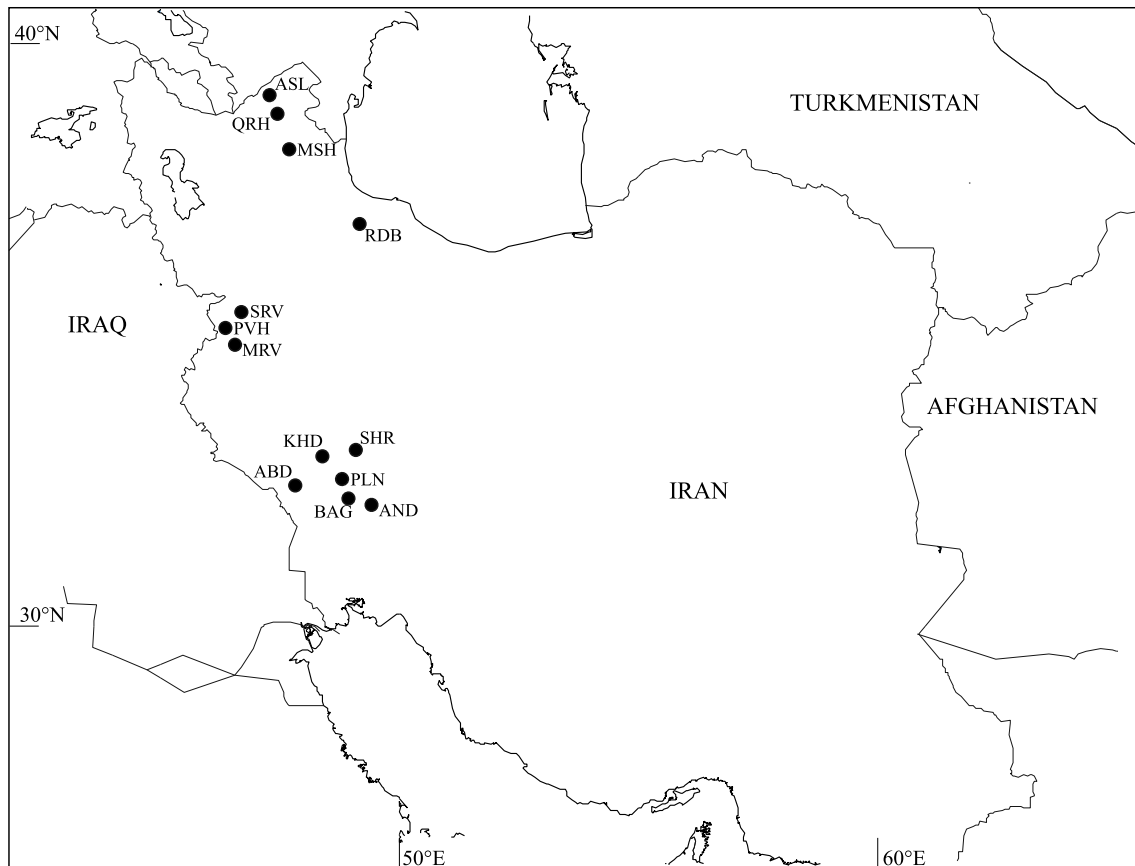 40°N
ASL
TURKMENISTAN
QRH
MSH
RDB
SRV
IRAQ
PVH
MRV
AFGHANISTAN
SHR
KHD
ABD
PLN
IRAN
BAG
AND
30°N
50°E
60°E